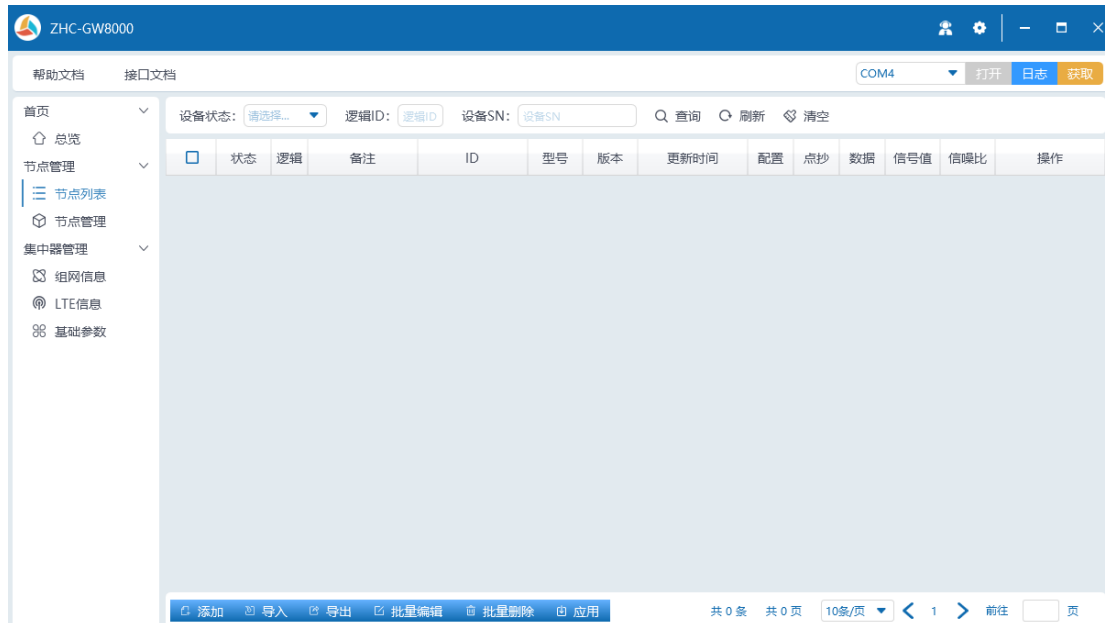 ZHC-GW8000
帮助文档 接口文档 COM4 打开 日志 获取
首页
总览
节点管理
节点列表
节点管理
集中器管理
组网信息
LTE信息
基础参数
设备状态: 请选择... 逻辑ID: 逻辑ID 设备SN: 设备SN 查询 刷新 清空
状态 逻辑 备注 ID 型号 版本 更新时间 配置 点抄 数据 信号值 信噪比 操作
添加 导入 导出 批量编辑 批量删除 应用 共 0 条 共 0 页 10条/页 1 前往 页